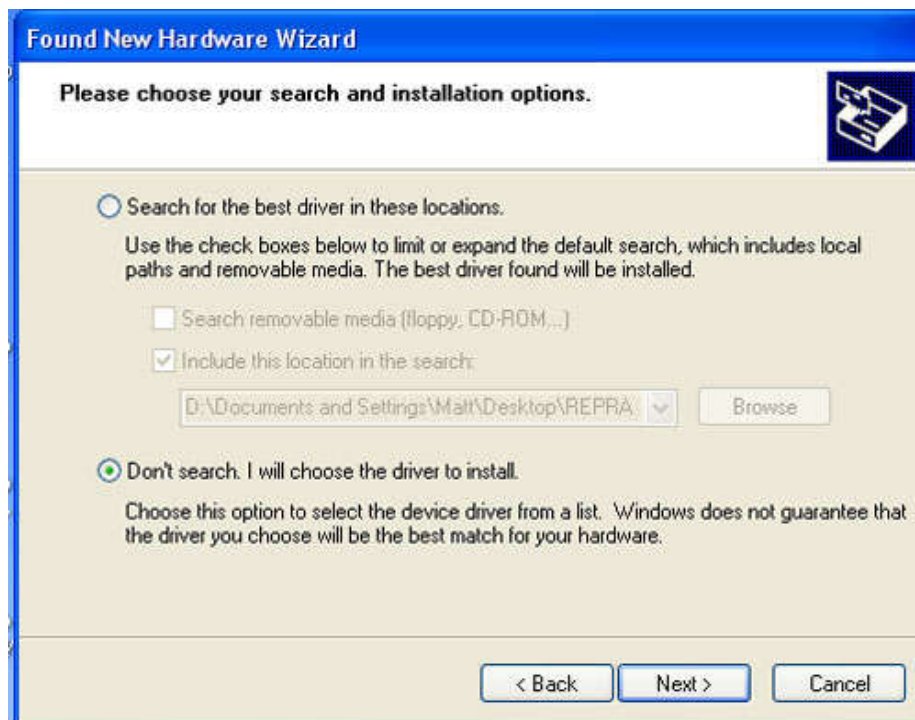 Found New Hardware Wizard
Please choose your search and installation options.
Search for the best driver in these locations.
Use the check boxes below to limit or expand the default search, which includes local
paths and removable media. The best driver found will be installed.
Search removable media (floppy, CD-ROM...)
Include this location in the search:
D:\Documents and Settings\Matt\Desktop\REPRA
Browse
Don't search. I will choose the driver to install.
Choose this option to select the device driver from a list. Windows does not guarantee that
the driver you choose will be the best match for your hardware.
< Back Next > Cancel